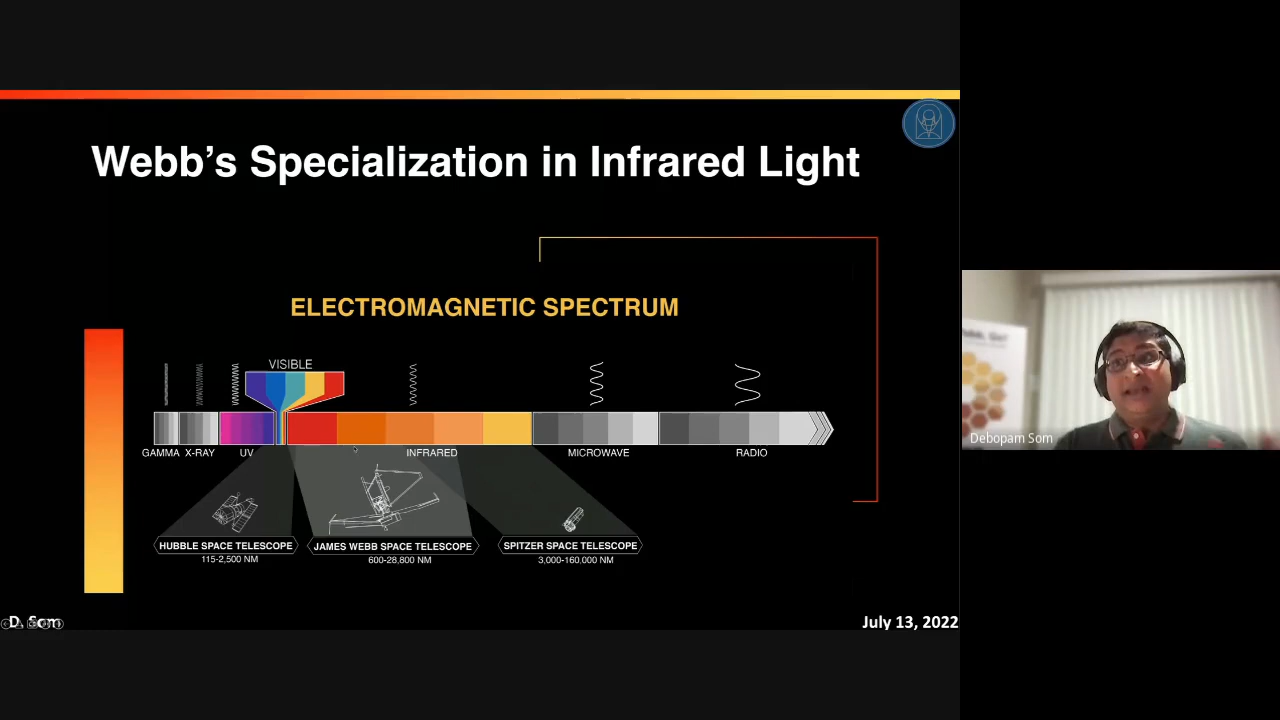 Webb's Specialization in Infrared Light
ELECTROMAGNETIC SPECTRUM
VISIBLE
GAMMA X-RAY UV INFRARED MICROWAVE RADIO
HUBBLE SPACE TELESCOPE
115-2,500 NM
JAMES WEBB SPACE TELESCOPE
600-28,800 NM
SPITZER SPACE TELESCOPE
3,000-160,000 NM
D. Som
July 13, 2022
Debopam Som